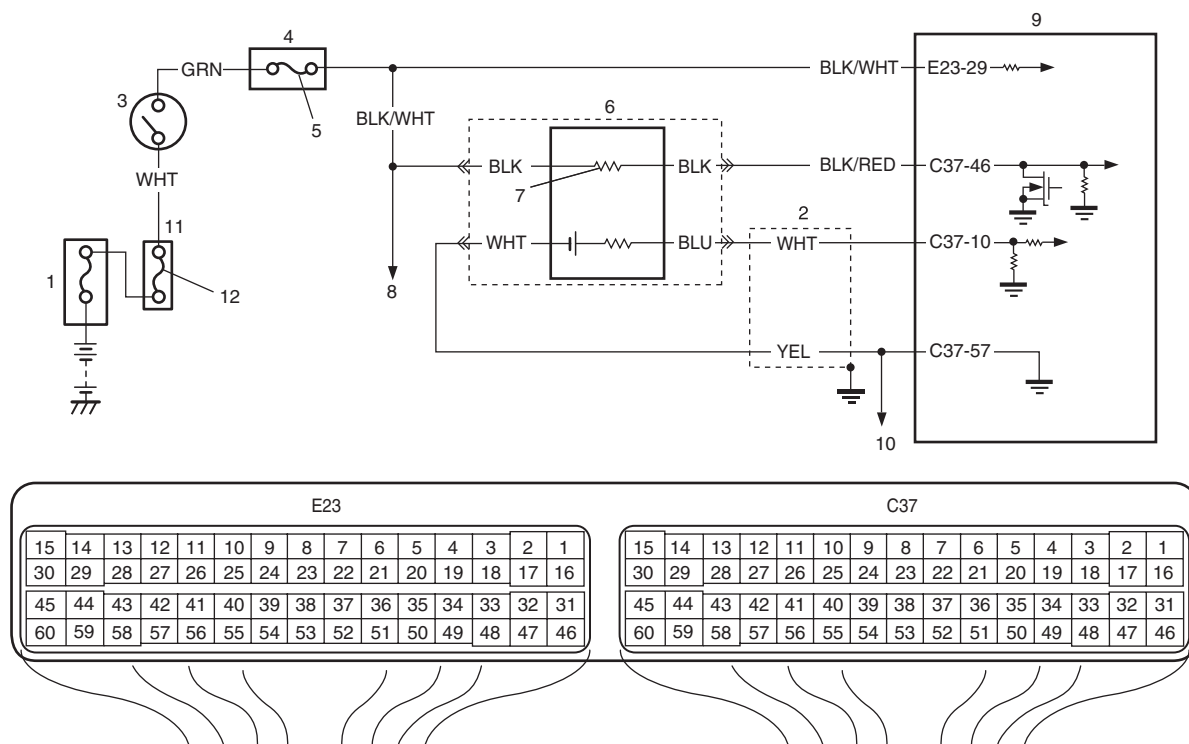 9
4
GRN
BLK/WHT E23-29
3
5
6
BLK/WHT
BLK BLK BLK/RED C37-46
7
WHT
2
11
WHT BLU WHT C37-10
1
12
8
YEL C37-57
10
E23 C37
15 14 13 12 11 10 9 8 7 6 5 4 3 2 1 15 14 13 12 11 10 9 8 7 6 5 4 3 2 1
30 29 28 27 26 25 24 23 22 21 20 19 18 17 16 30 29 28 27 26 25 24 23 22 21 20 19 18 17 16
45 44 43 42 41 40 39 38 37 36 35 34 33 32 31 45 44 43 42 41 40 39 38 37 36 35 34 33 32 31
60 59 58 57 56 55 54 53 52 51 50 49 48 47 46 60 59 58 57 56 55 54 53 52 51 50 49 48 47 46